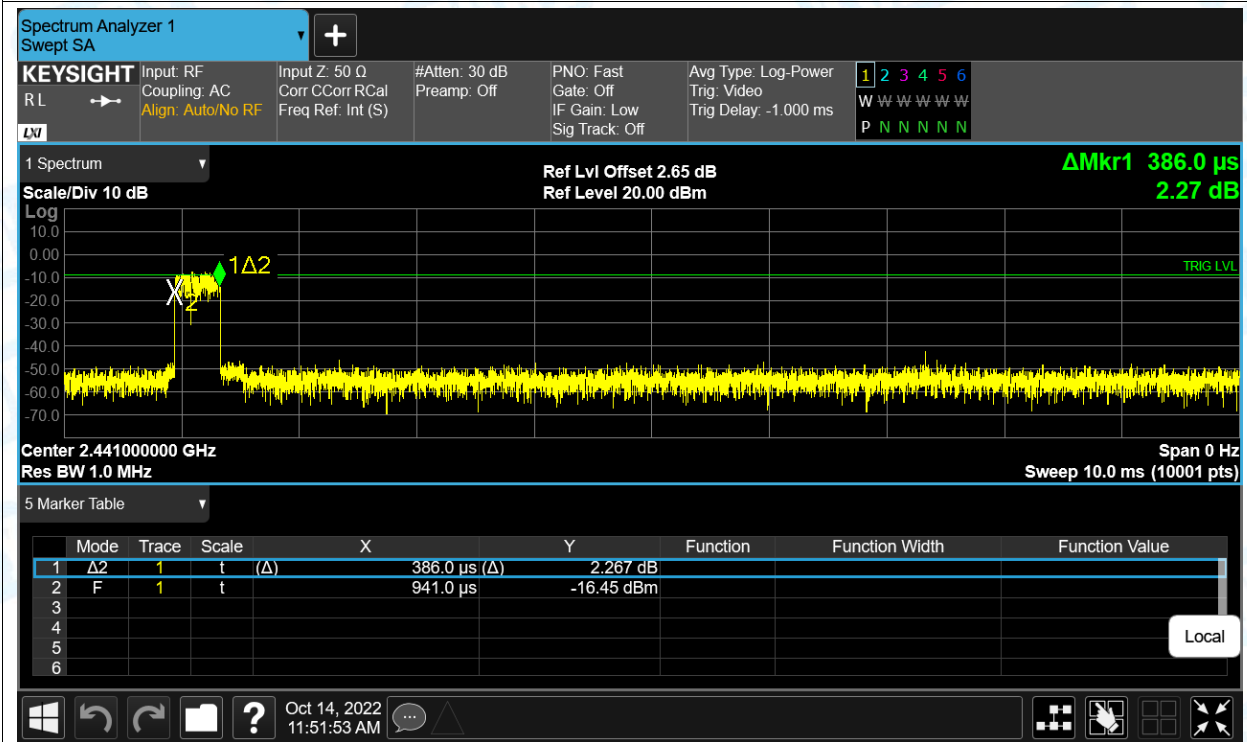 Spectrum Analyzer 1
Swept SA
+
KEYSIGHT Input: RF Input Z: 50 Ω #Atten: 30 dB PNO: Fast Avg Type: Log-Power 1 2 3 4 5 6
R L Coupling: AC Corr CCorr RCal Preamp: Off Gate: Off Trig: Video W W W W W W
Align: Auto/No RF Freq Ref: Int (S) IF Gain: Low Trig Delay: -1.000 ms
LXI Sig Track: Off P N N N N N
1 Spectrum Ref Lvl Offset 2.65 dB ΔMkr1 386.0 µs
Scale/Div 10 dB Ref Level 20.00 dBm 2.27 dB
Log
10.0
0.00
1Δ2
TRIG LVL
-10.0
X2
-20.0
-30.0
-40.0
-50.0
-60.0
-70.0
Center 2.441000000 GHz Span 0 Hz
Res BW 1.0 MHz Sweep 10.0 ms (10001 pts)
5 Marker Table
Mode Trace Scale X Y Function Function Width Function Value
1 Δ2 1 t (Δ) 386.0 µs (Δ) 2.267 dB
2 F 1 t 941.0 µs -16.45 dBm
3
4
5
6
Local
? Oct 14, 2022
11:51:53 AM